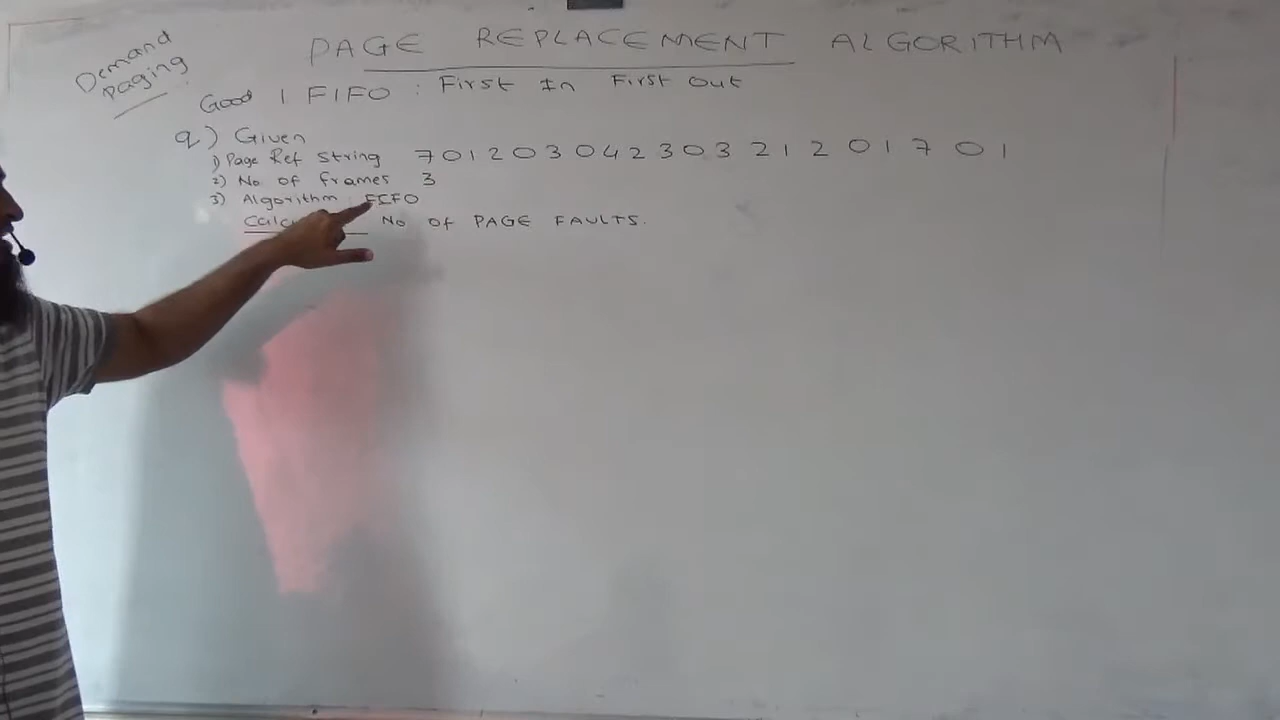 Demand
Paging
PAGE REPLACEMENT ALGORITHM
Good 1 FIFO : First In First Out
q) Given
1) Page Ref String 7 0 1 2 0 3 0 4 2 3 0 3 2 1 2 0 1 7 0 1
2) No of frames 3
3) Algorithm : FIFO
No of PAGE FAULTS.